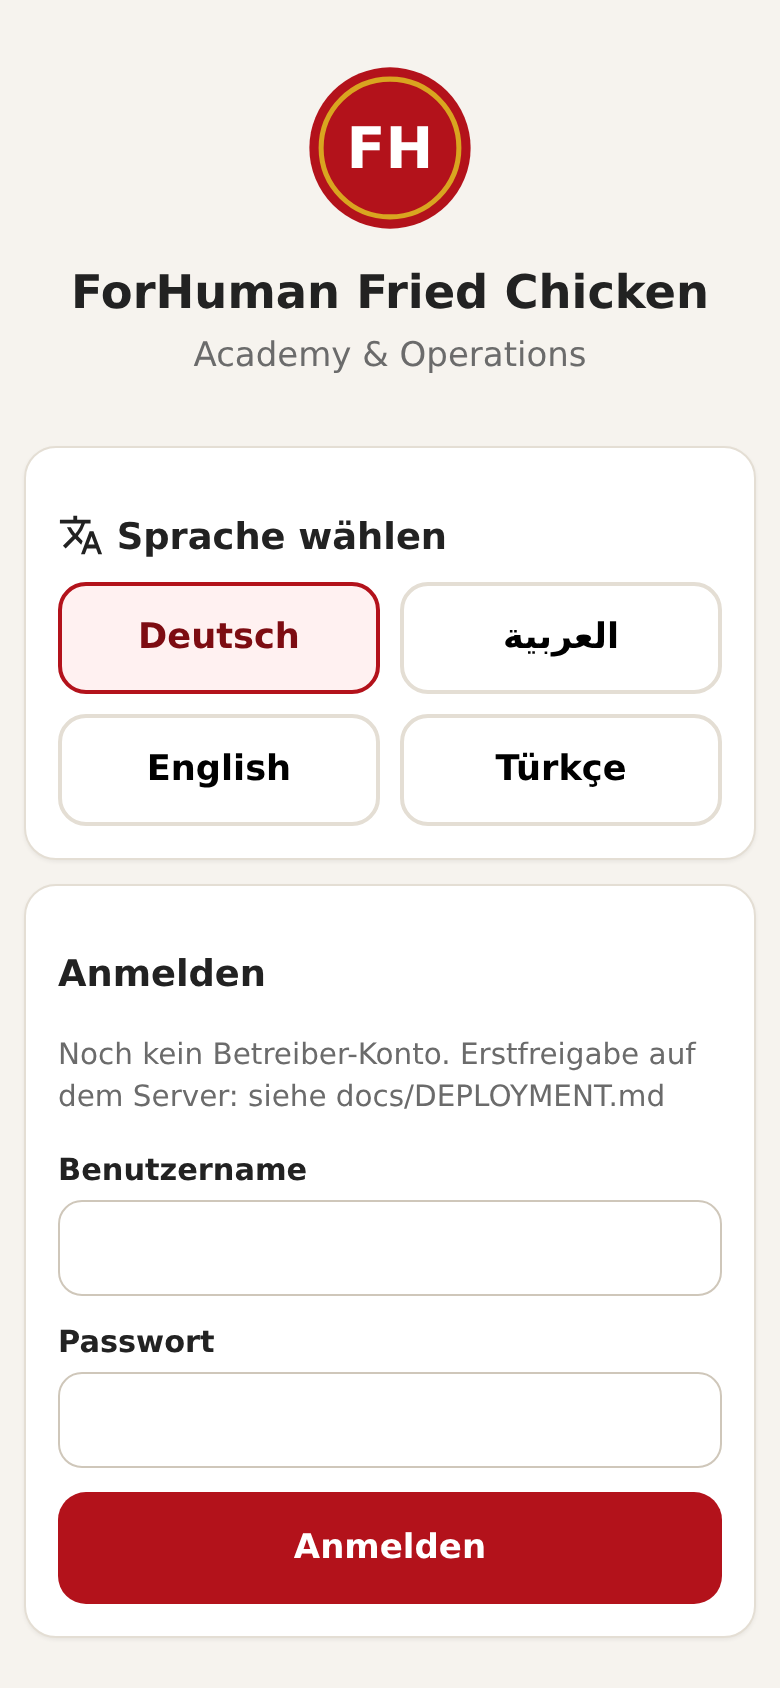 FH
ForHuman Fried Chicken
Academy & Operations
Sprache wählen
Deutsch
العربية
English
Türkçe
Anmelden
Noch kein Betreiber-Konto. Erstfreigabe auf
dem Server: siehe docs/DEPLOYMENT.md
Benutzername
Passwort
Anmelden